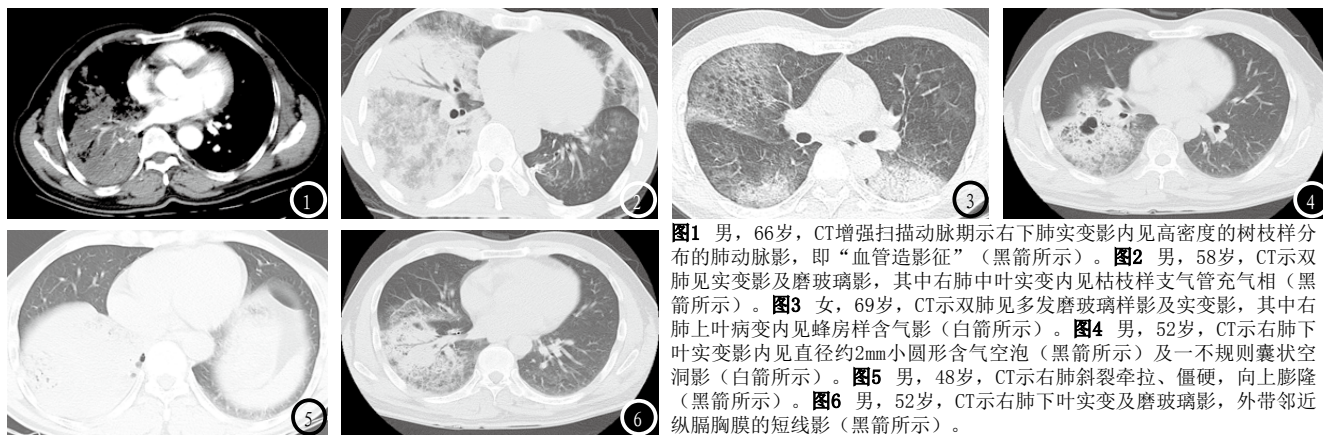 1
2
3
4
5
6
图1 男，66岁，CT增强扫描动脉期示右下肺实变影内见高密度的树枝样分
布的肺动脉影，即“血管造影征”（黑箭所示）。图2 男，58岁，CT示双
肺见实变影及磨玻璃影，其中右肺中叶实变内见枯枝样支气管充气相（黑
箭所示）。图3 女，69岁，CT示双肺见多发磨玻璃样影及实变影，其中右
肺上叶病变内见蜂房样含气影（白箭所示）。图4 男，52岁，CT示右肺下
叶实变影内见直径约2mm小圆形含气空泡（黑箭所示）及一不规则囊状空
洞影（白箭所示）。图5 男，48岁，CT示右肺斜裂牵拉、僵硬，向上膨隆
（黑箭所示）。图6 男，52岁，CT示右肺下叶实变及磨玻璃影，外带邻近
纵膈胸膜的短线影（黑箭所示）。